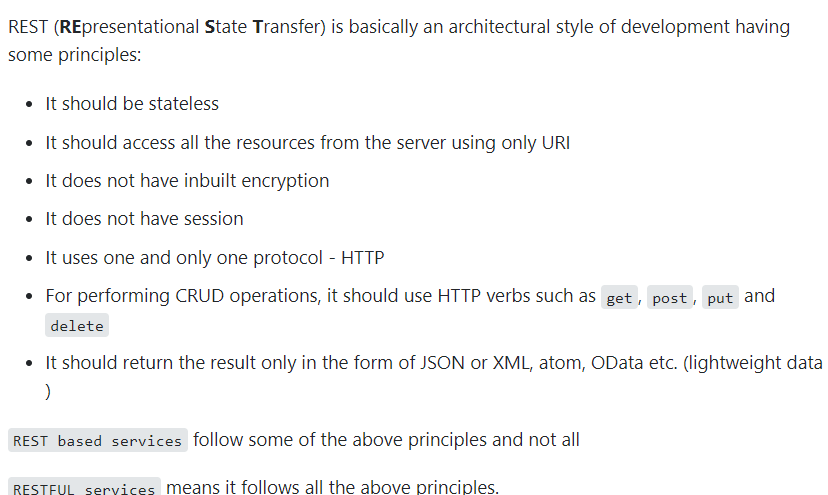 REST (REpresentational State Transfer) is basically an architectural style of development having
some principles:
• It should be stateless
• It should access all the resources from the server using only URI
• It does not have inbuilt encryption
• It does not have session
• It uses one and only one protocol - HTTP
• For performing CRUD operations, it should use HTTP verbs such as get, post, put and
delete
• It should return the result only in the form of JSON or XML, atom, OData etc. (lightweight data
)
REST based services follow some of the above principles and not all
RESTFUL services means it follows all the above principles.